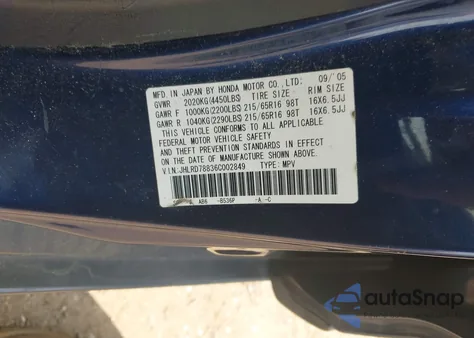 MFD. IN JAPAN BY HONDA MOTOR CO., LTD. 09/'05
GVWR 2020KG(4450LBS) TIRE SIZE RIM SIZE
GAWR F 1000KG(2200LBS) 215/65R16 98T 16X6.5JJ
GAWR R 1040KG(2290LBS) 215/65R16 98T 16X6.5JJ
THIS VEHICLE CONFORMS TO ALL APPLICABLE
FEDERAL MOTOR VEHICLE SAFETY
AND THEFT PREVENTION STANDARDS IN EFFECT
ON THE DATE OF MANUFACTURE SHOWN ABOVE.
VIN:JHLRD78836C002849 TYPE: MPV
-B536P -A-C
autoSnap